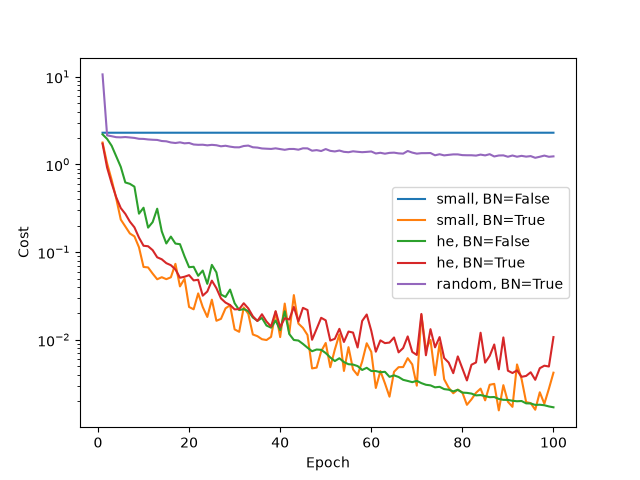 10¹
10⁰
10⁻¹
10⁻²
Cost
0
20
40
60
80
100
Epoch
small, BN=False
small, BN=True
he, BN=False
he, BN=True
random, BN=True